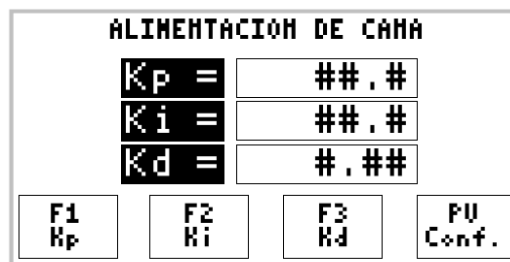 ALIMENTACION DE CAMA
Kp = ##.#
Ki = ##.#
Kd = #.##
F1 F2 F3 PV
Kp Ki Kd Conf.